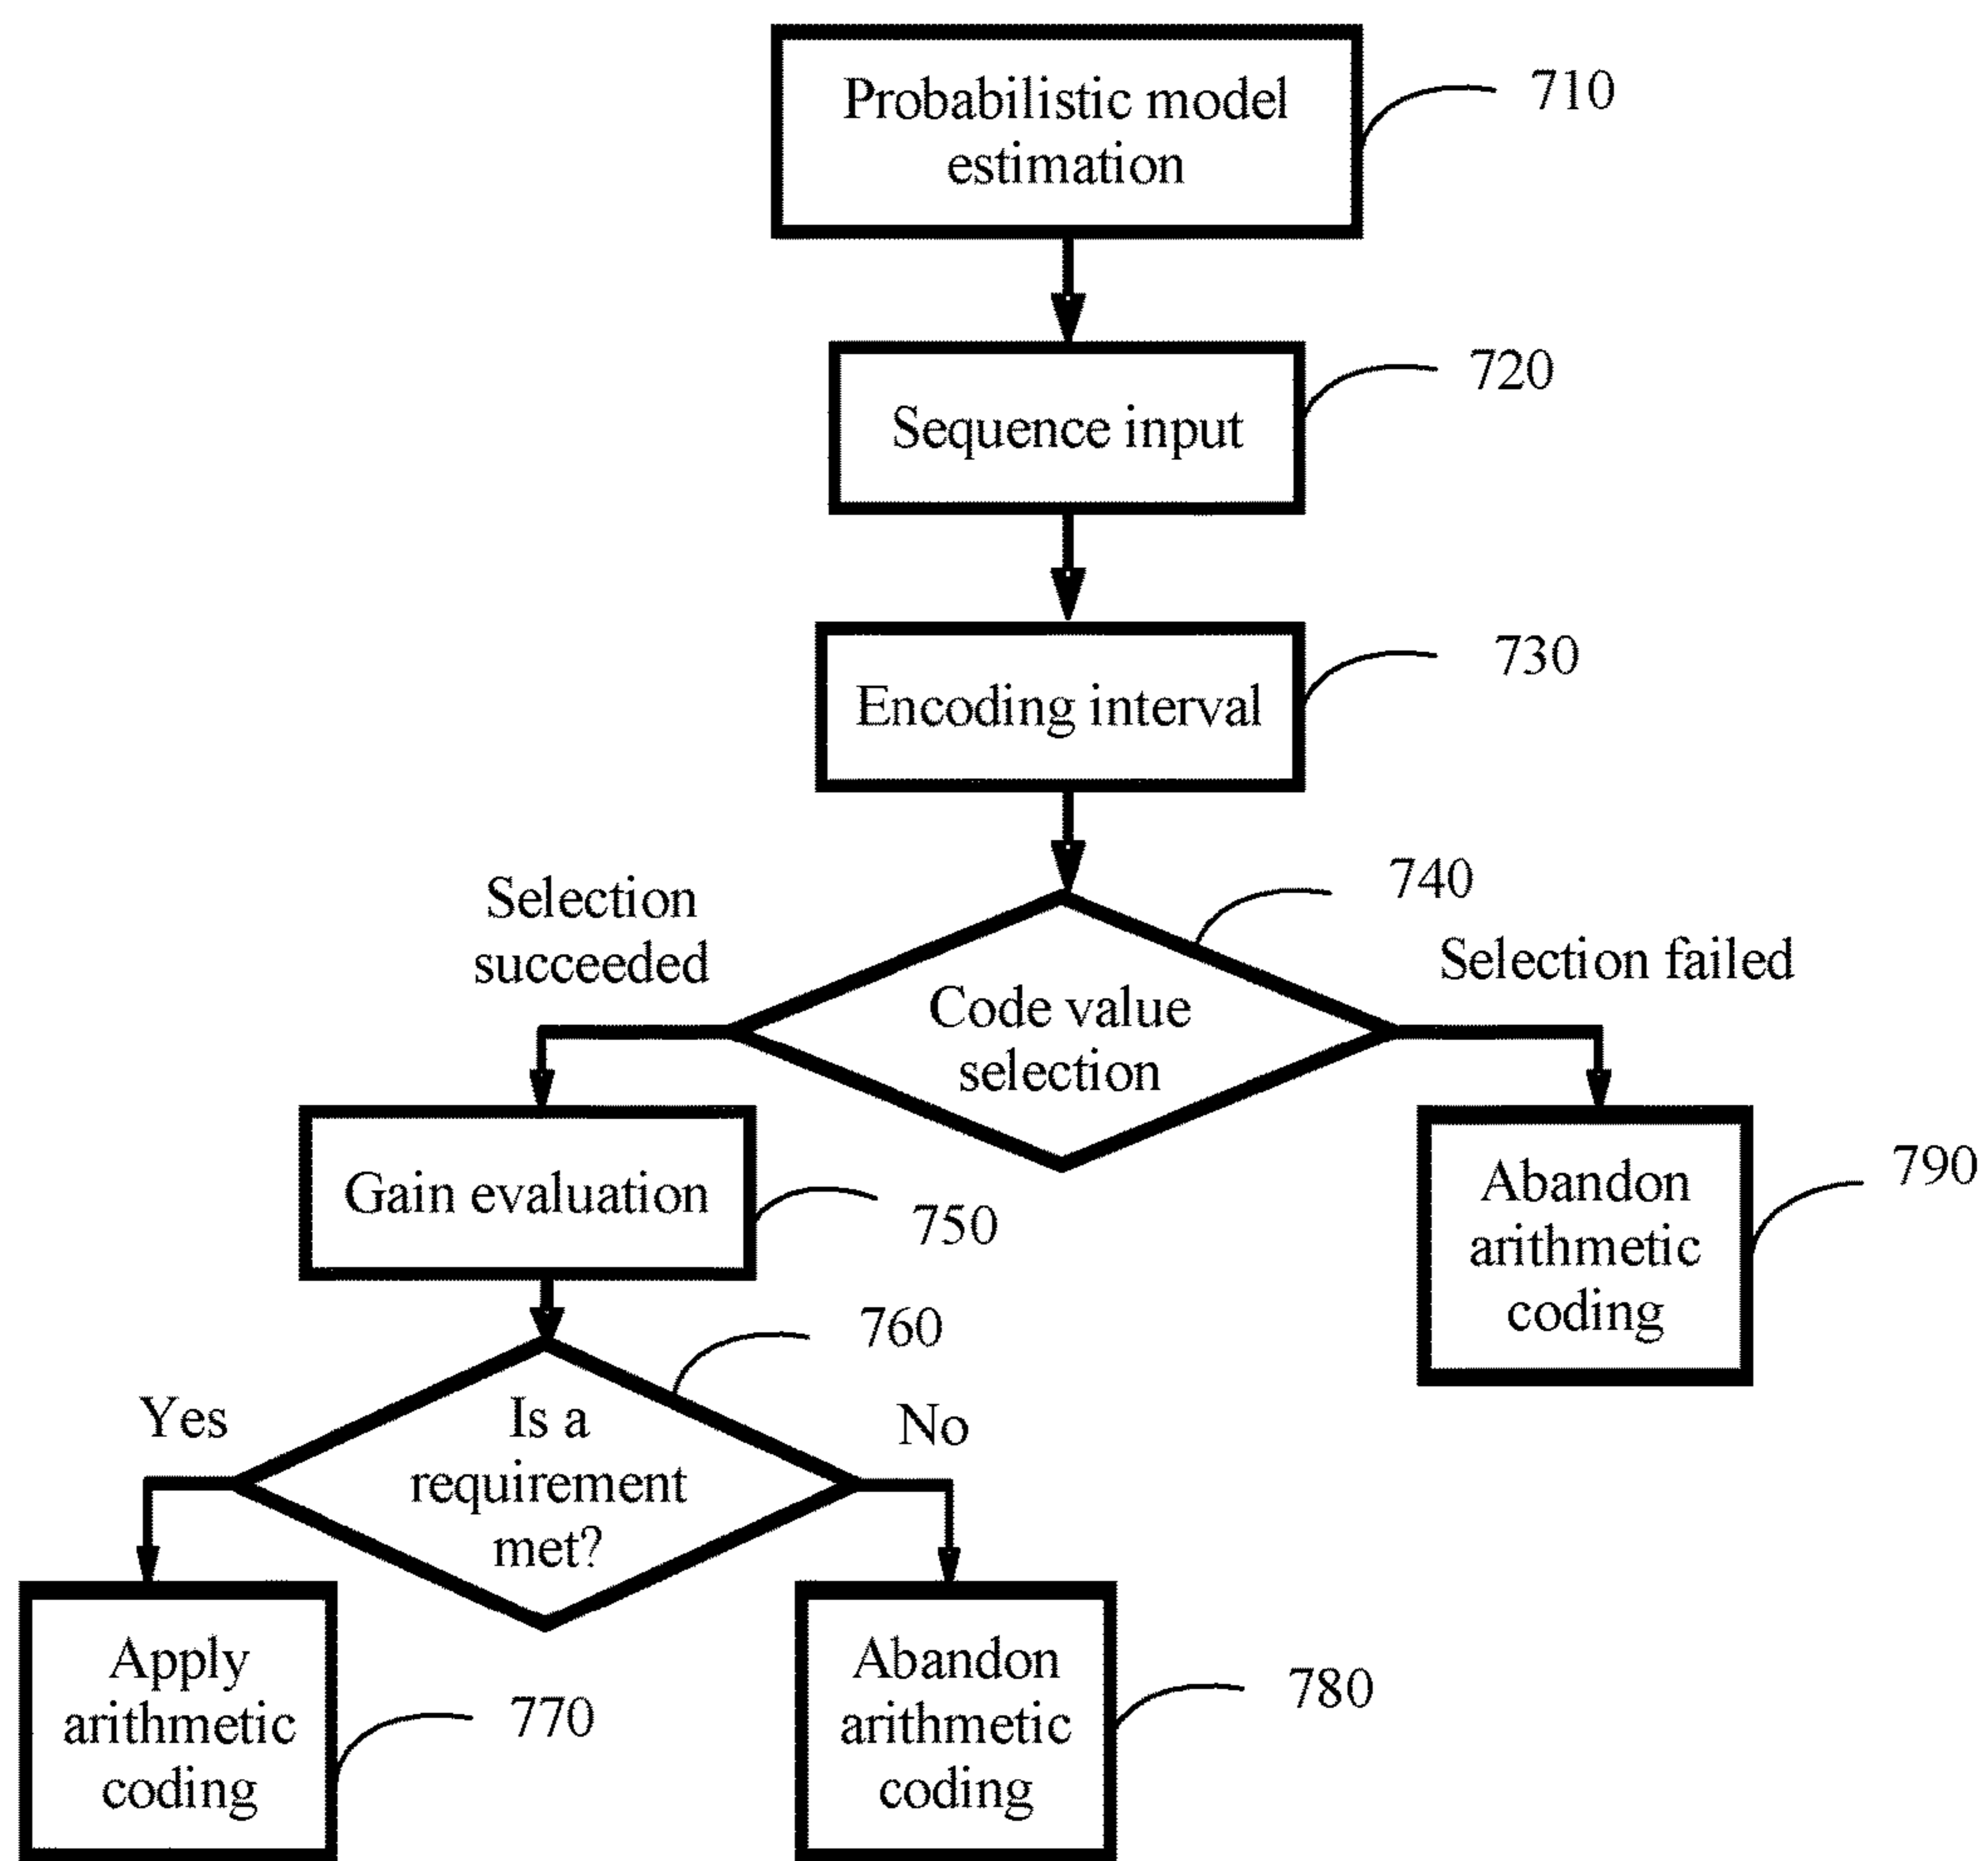 Probabilistic model
estimation
710
Sequence input
720
Encoding interval
730
740
Selection
succeeded
Selection failed
Code value
selection
Gain evaluation
750
Abandon
arithmetic
coding
790
760
Yes
Is a
requirement
met?
No
Apply
arithmetic
coding
770
Abandon
arithmetic
coding
780